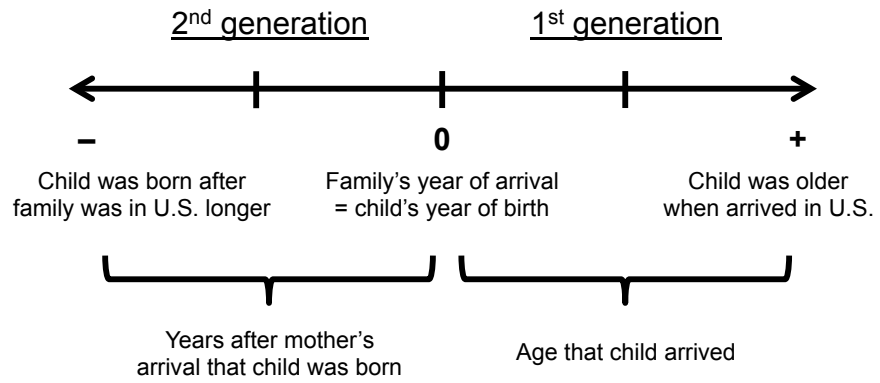 2nd generation
1st generation
– 0 +
Child was born after
family was in U.S. longer
Family's year of arrival
= child's year of birth
Child was older
when arrived in U.S.
Years after mother's
arrival that child was born
Age that child arrived